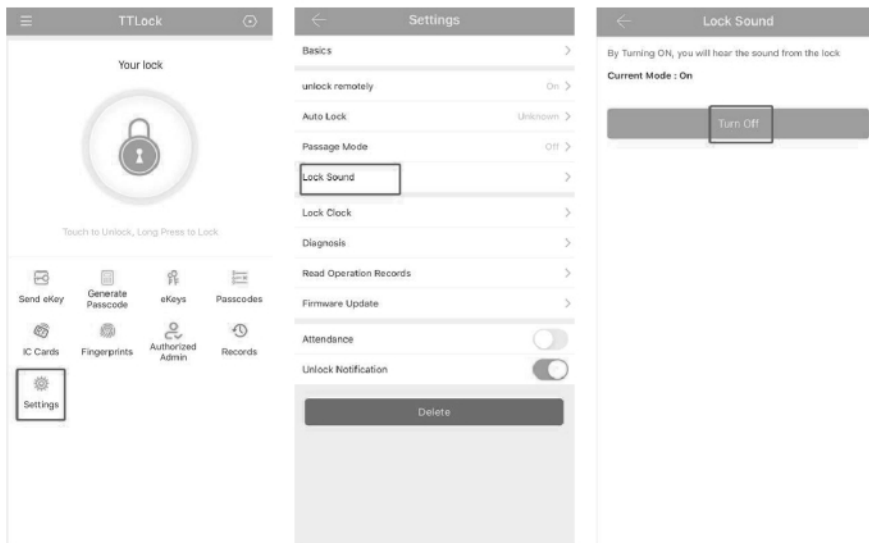 TTLock
Your lock
Touch to Unlock, Long Press to Lock
Send eKey
Generate
Passcode
eKeys
Passcodes
IC Cards
Fingerprints
Authorized
Admin
Records
Settings
Settings
Basics
unlock remotely On
Auto Lock Unknown
Passage Mode Off
Lock Sound
Lock Clock
Diagnosis
Read Operation Records
Firmware Update
Attendance
Unlock Notification
Delete
Lock Sound
By Turning ON, you will hear the sound from the lock
Current Mode : On
Turn Off